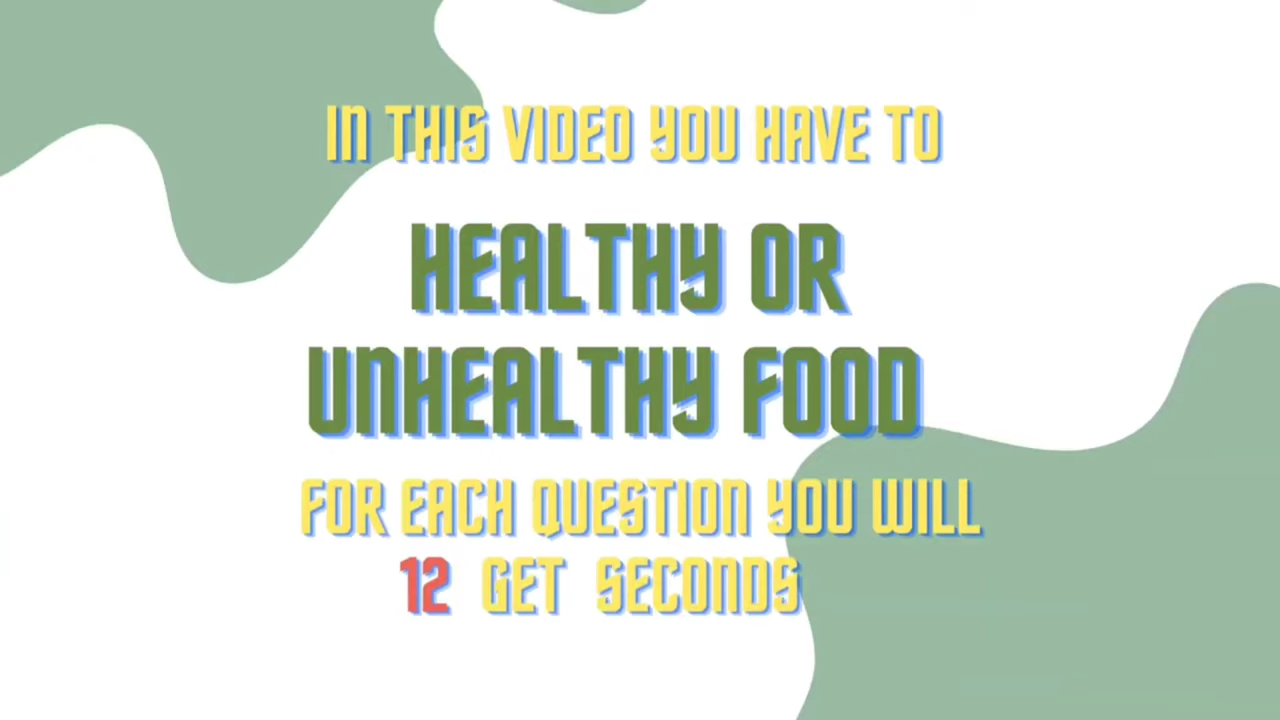 IN THIS VIDEO YOU HAVE TO
HEALTHY OR
UNHEALTHY FOOD
FOR EACH QUESTION YOU WILL
12 GET SECONDS